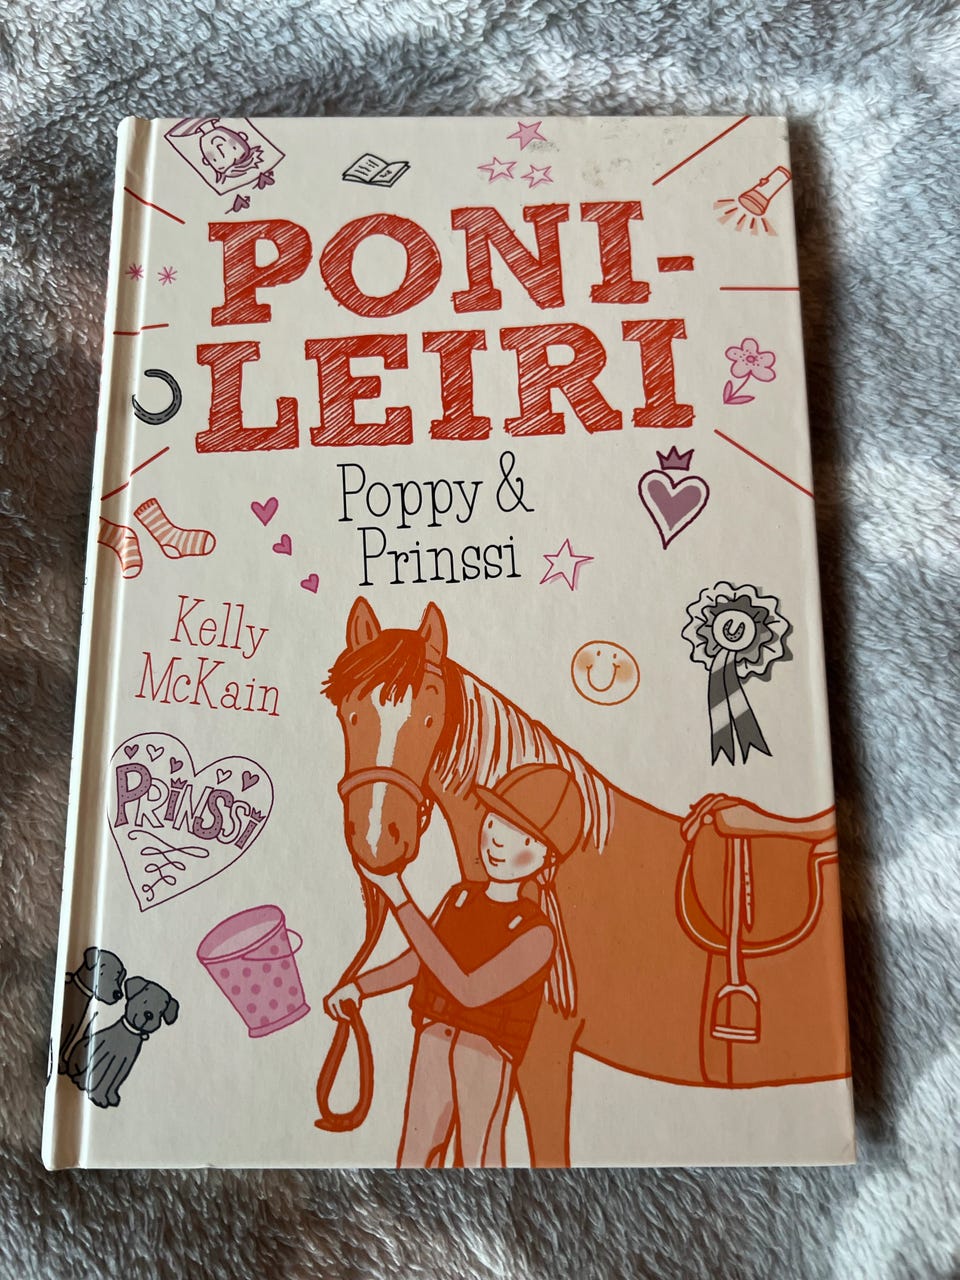 PONI-
LEIRI
Poppy &
Prinssi
Kelly
McKain
PRINSSI